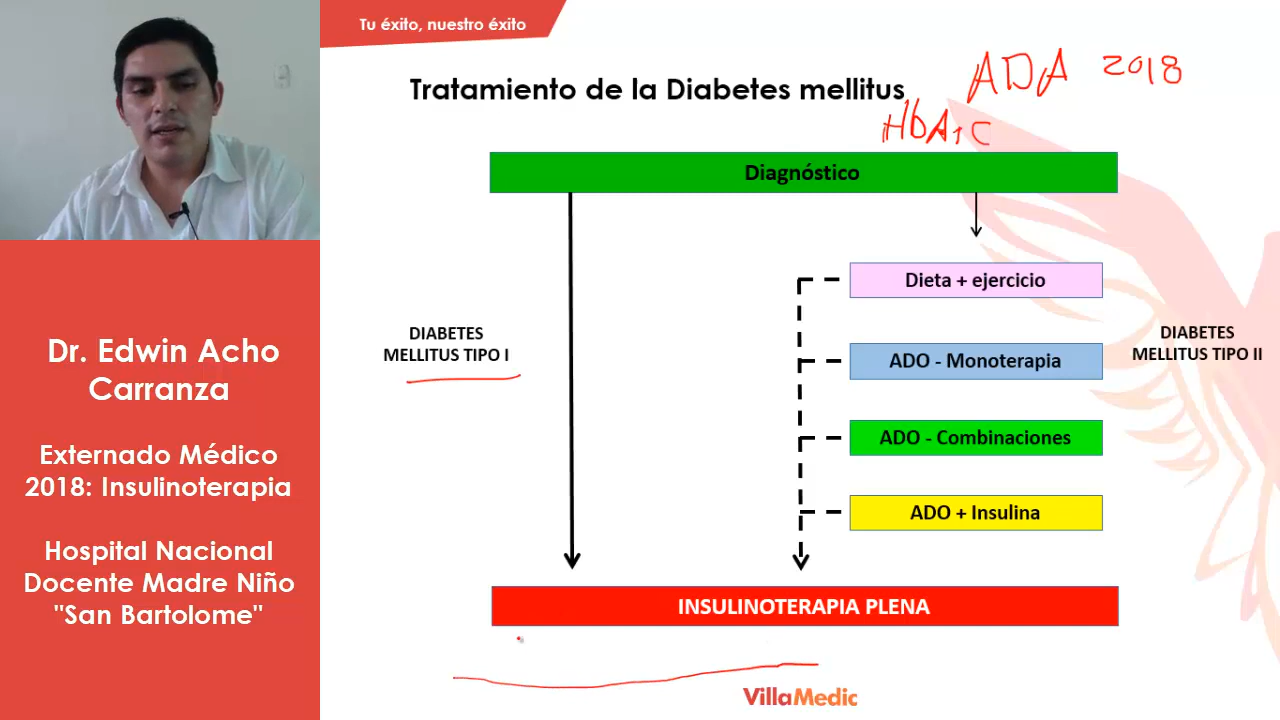 Tu éxito, nuestro éxito
Tratamiento de la Diabetes mellitus
ADA 2018
HbA1C
Diagnóstico
Dieta + ejercicio
DIABETES
MELLITUS TIPO I
ADO - Monoterapia
DIABETES
MELLITUS TIPO II
ADO - Combinaciones
ADO + Insulina
INSULINOTERAPIA PLENA
Dr. Edwin Acho
Carranza
Externado Médico
2018: Insulinoterapia
Hospital Nacional
Docente Madre Niño
"San Bartolome"
VillaMedic